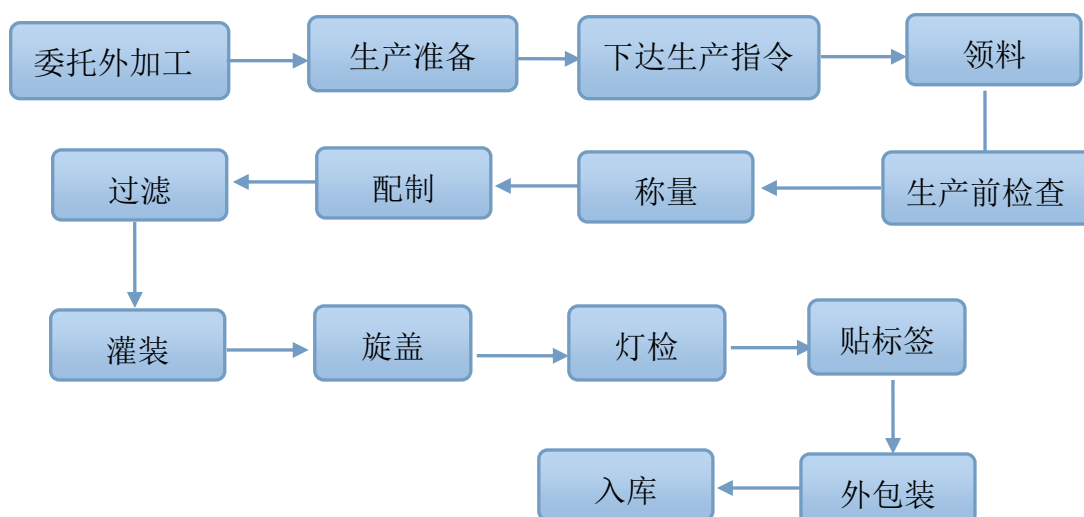 委托外加工
生产准备
下达生产指令
领料
生产前检查
称量
配制
过滤
灌装
旋盖
灯检
贴标签
外包装
入库